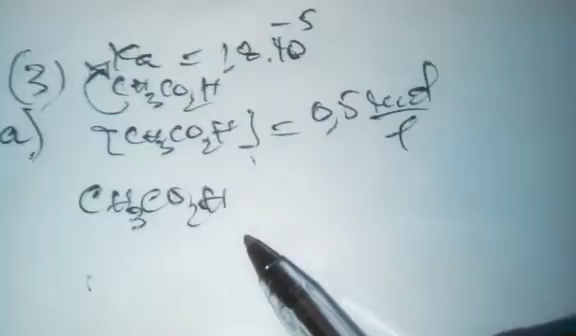 (3) Ka = 1,8.10⁻⁵
CH₃CO₂H
a) [CH₃CO₂H] = 0,5 mol/l
CH₃CO₂H